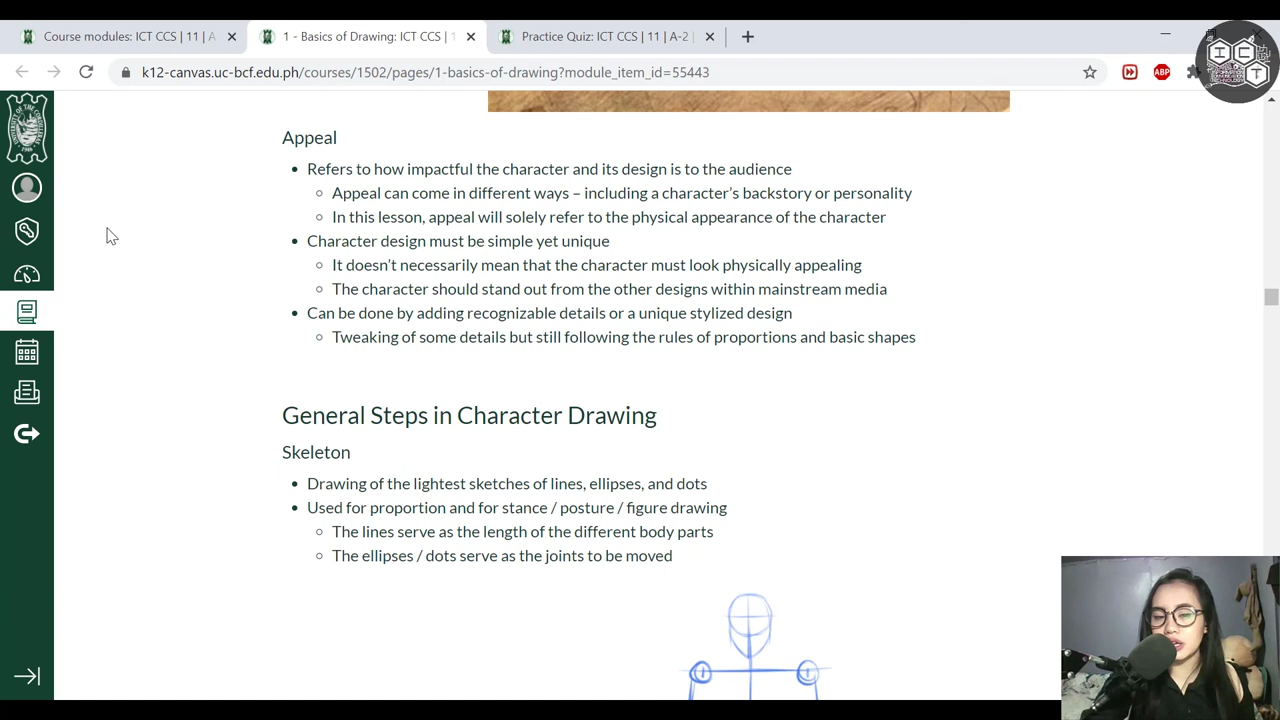 Course modules: ICT CCS | 11 | A
1 - Basics of Drawing: ICT CCS | 1
Practice Quiz: ICT CCS | 11 | A-2 |
k12-canvas.uc-bcf.edu.ph/courses/1502/pages/1-basics-of-drawing?module_item_id=55443
ABP
ICT
Appeal
Refers to how impactful the character and its design is to the audience
Appeal can come in different ways – including a character's backstory or personality
In this lesson, appeal will solely refer to the physical appearance of the character
Character design must be simple yet unique
It doesn't necessarily mean that the character must look physically appealing
The character should stand out from the other designs within mainstream media
Can be done by adding recognizable details or a unique stylized design
Tweaking of some details but still following the rules of proportions and basic shapes
General Steps in Character Drawing
Skeleton
Drawing of the lightest sketches of lines, ellipses, and dots
Used for proportion and for stance / posture / figure drawing
The lines serve as the length of the different body parts
The ellipses / dots serve as the joints to be moved